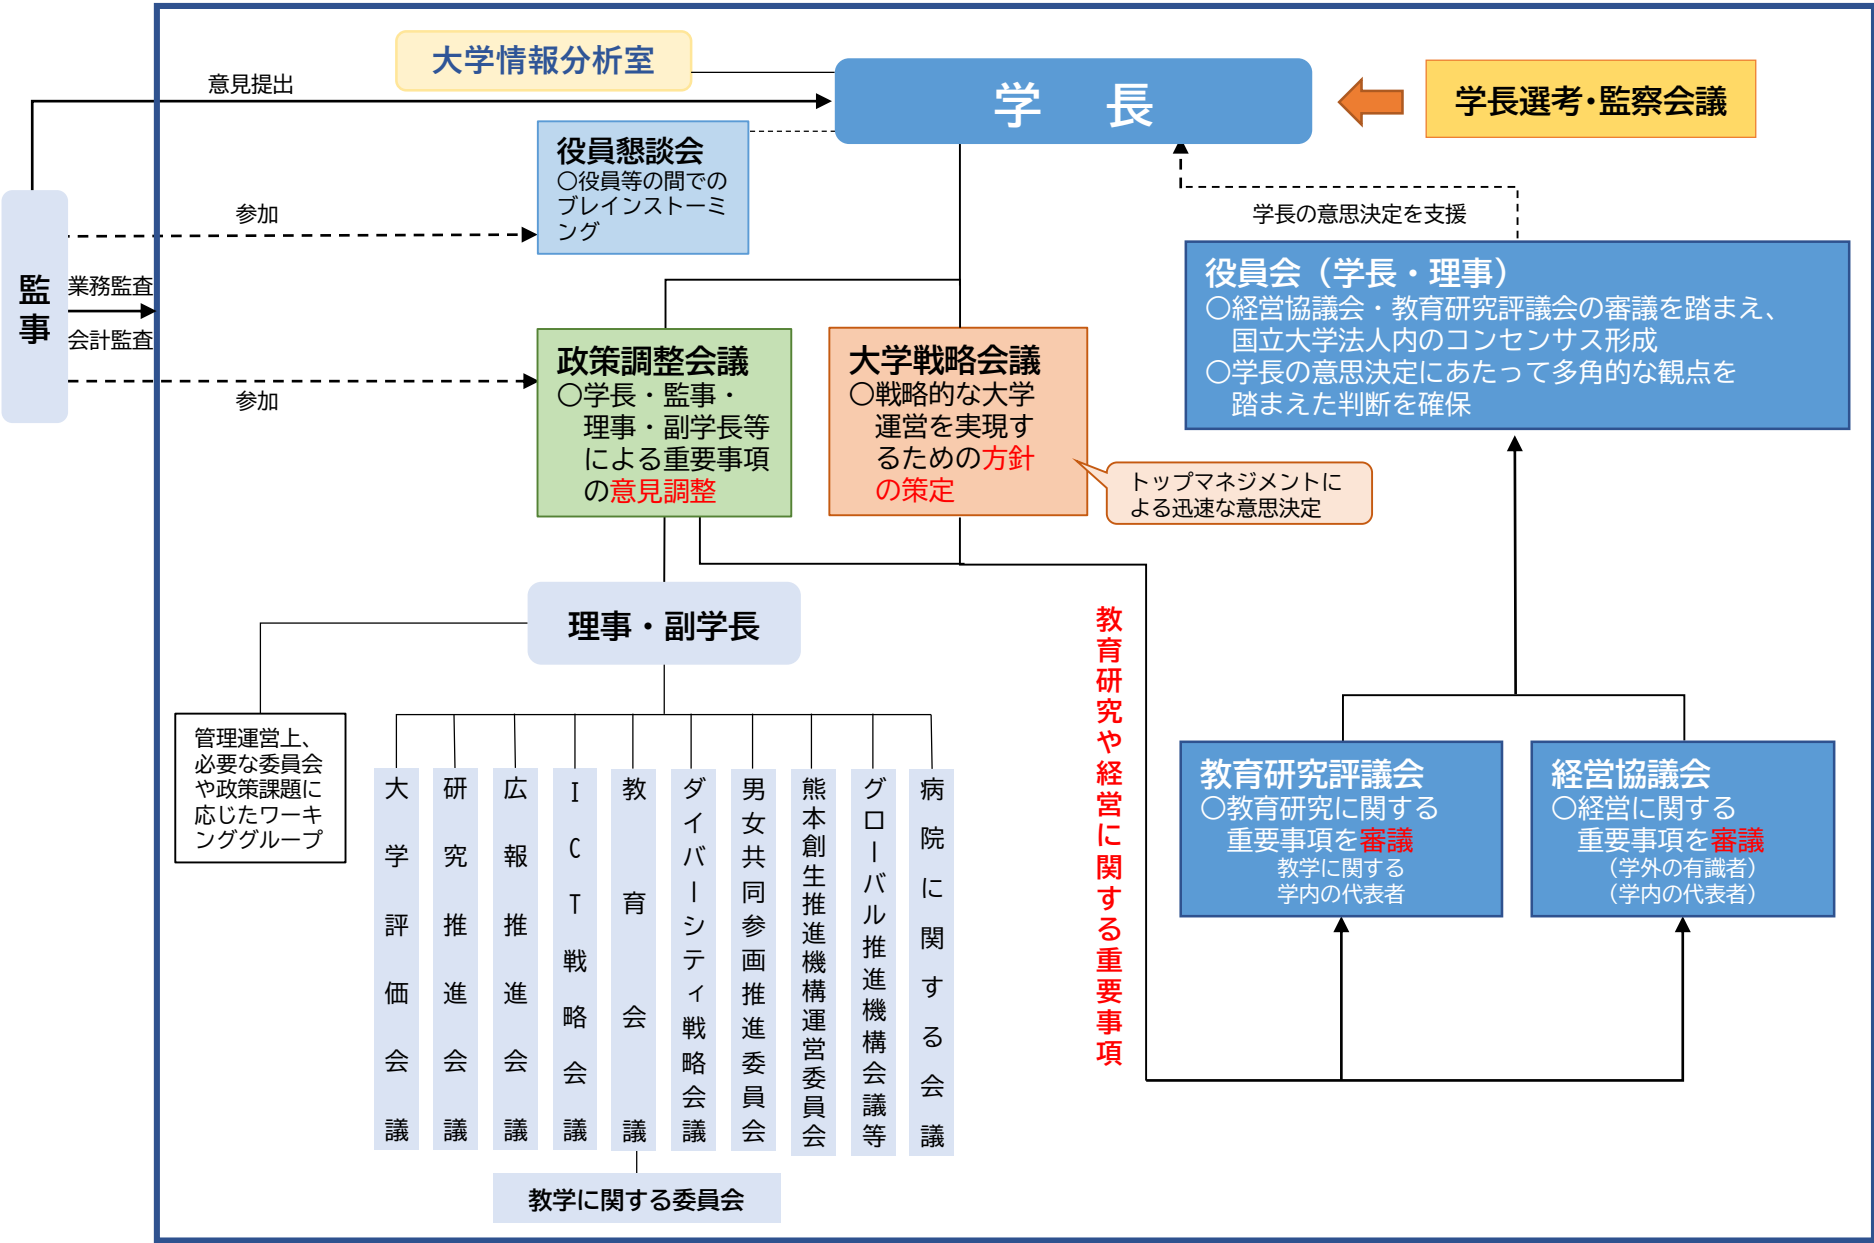 大学情報分析室
学　長
学長選考・監察会議
意見提出
役員懇談会
〇役員等の間での
ブレインストーミ
ング
参加
学長の意思決定を支援
監事
業務監査
会計監査
参加
役員会（学長・理事）
〇経営協議会・教育研究評議会の審議を踏まえ、
国立大学法人内のコンセンサス形成
〇学長の意思決定にあたって多角的な観点を
踏まえた判断を確保
政策調整会議
〇学長・監事・
理事・副学長等
による重要事項
の意見調整
大学戦略会議
〇戦略的な大学
運営を実現す
るための方針
の策定
トップマネジメントに
よる迅速な意思決定
理事・副学長
教育研究や経営に関する重要事項
管理運営上、
必要な委員会
や政策課題に
応じたワーキ
ンググループ
大学評価会議
研究推進会議
広報推進会議
ICT戦略会議
教育会議
ダイバーシティ戦略会議
男女共同参画推進委員会
熊本創生推進機構運営委員会
グローバル推進機構会議等
病院に関する会議
教学に関する委員会
教育研究評議会
〇教育研究に関する
重要事項を審議
教学に関する
学内の代表者
経営協議会
〇経営に関する
重要事項を審議
（学外の有識者）
（学内の代表者）